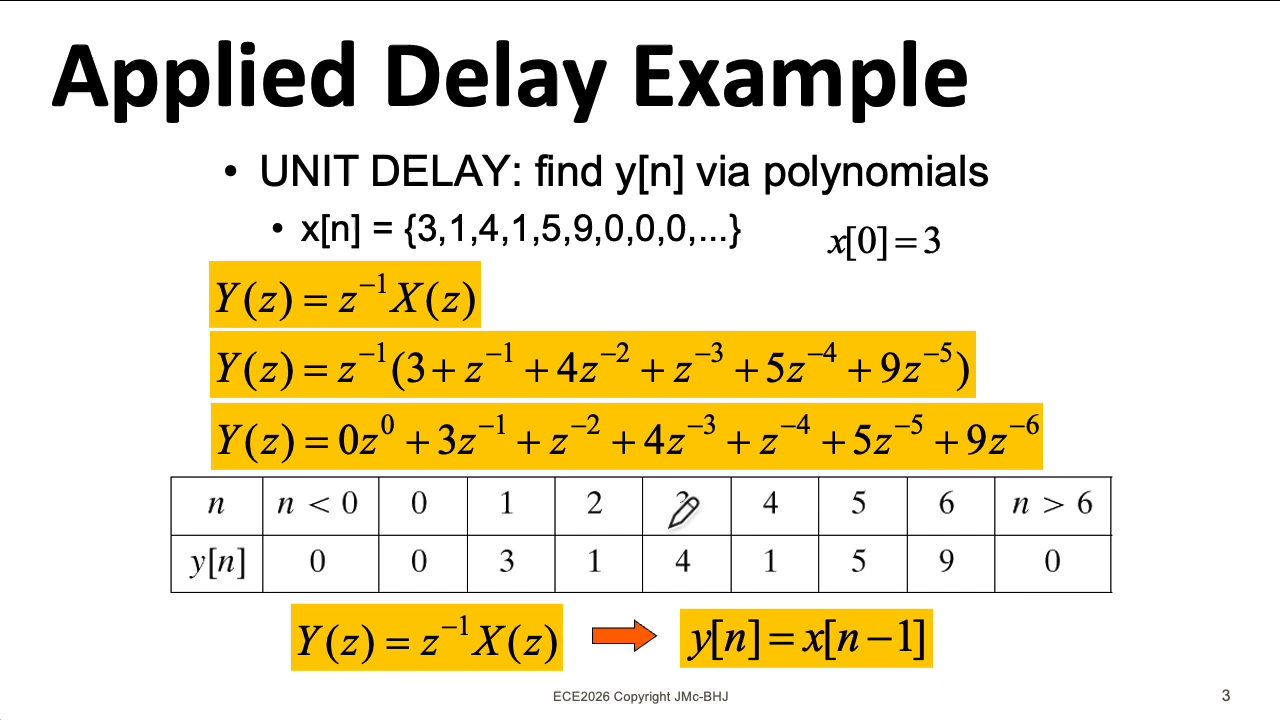 Applied Delay Example
• UNIT DELAY: find y[n] via polynomials
• x[n] = {3,1,4,1,5,9,0,0,0,...}
x[0] = 3
Y(z) = z⁻¹X(z)
Y(z) = z⁻¹(3 + z⁻¹ + 4z⁻² + z⁻³ + 5z⁻⁴ + 9z⁻⁵)
Y(z) = 0z⁰ + 3z⁻¹ + z⁻² + 4z⁻³ + z⁻⁴ + 5z⁻⁵ + 9z⁻⁶
n n < 0 0 1 2 4 5 6 n > 6
y[n] 0 0 3 1 4 1 5 9 0
Y(z) = z⁻¹X(z)
y[n] = x[n−1]
ECE2026 Copyright JMc-BHJ
3